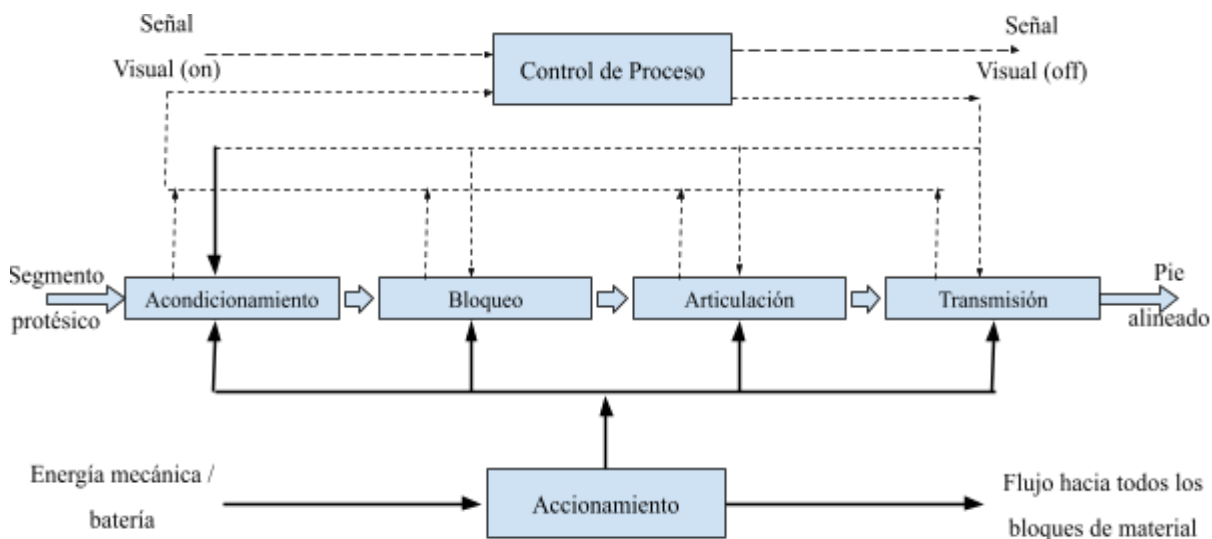 Señal
Visual (on)
Control de Proceso
Señal
Visual (off)
Segmento
protésico
Acondicionamiento
Bloqueo
Articulación
Transmisión
Pie
alineado
Energía mecánica /
batería
Accionamiento
Flujo hacia todos los
bloques de material